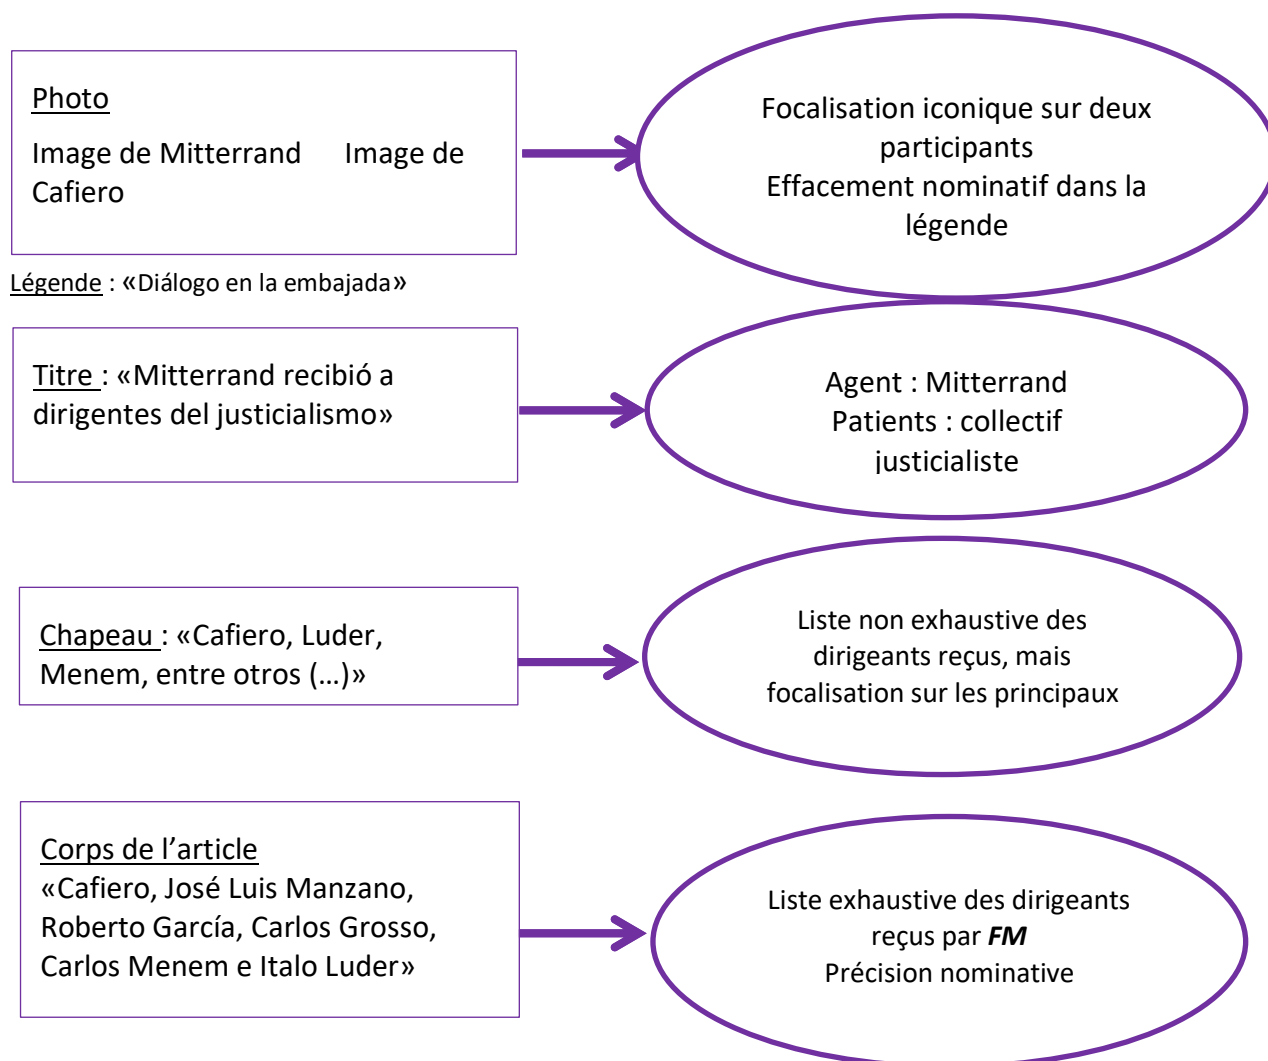 Photo
Image de Mitterrand Image de
Cafiero
Focalisation iconique sur deux
participants
Effacement nominatif dans la
légende
Légende : «Diálogo en la embajada»
Titre : «Mitterrand recibió a
dirigentes del justicialismo»
Agent : Mitterrand
Patients : collectif
justicialiste
Chapeau : «Cafiero, Luder,
Menem, entre otros (…)»
Liste non exhaustive des
dirigeants reçus, mais
focalisation sur les principaux
Corps de l’article
«Cafiero, José Luis Manzano,
Roberto García, Carlos Grosso,
Carlos Menem e Italo Luder»
Liste exhaustive des dirigeants
reçus par FM
Précision nominative